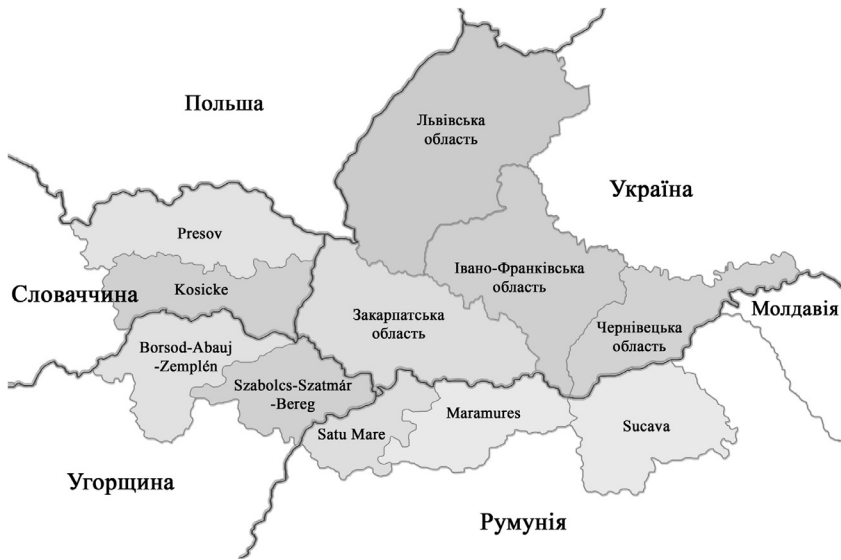 Польша
Львівська
область
Україна
Presov
Івано-Франківська
область
Словаччина
Kosicke
Закарпатська
область
Молдавія
Чернівецька
область
Borsod-Abauj
-Zemplén
Szabolcs-Szatmár
-Bereg
Satu Mare
Maramures
Sucava
Угорщина
Румунія